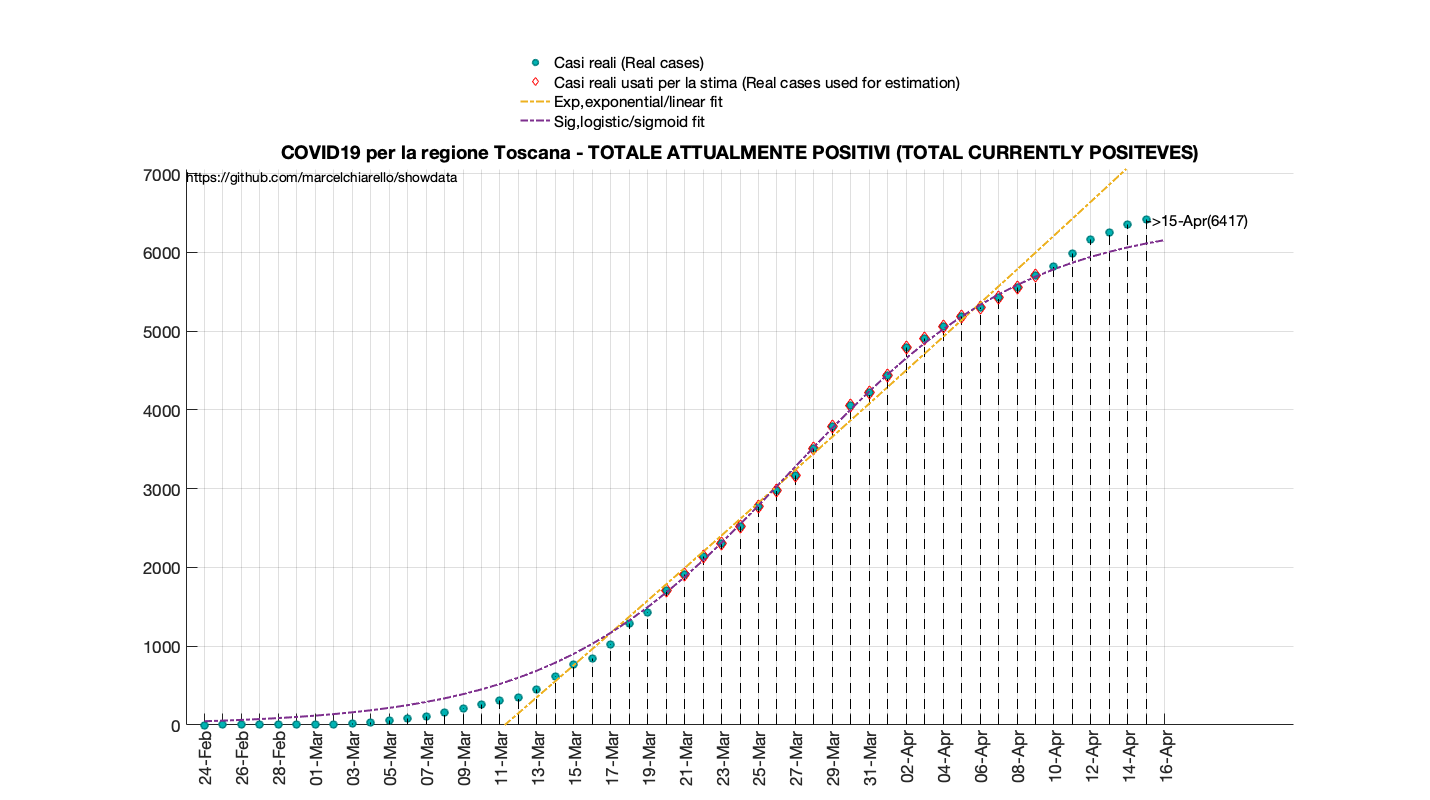 Casi reali (Real cases)
Casi reali usati per la stima (Real cases used for estimation)
Exp,exponential/linear fit
Sig,logistic/sigmoid fit
COVID19 per la regione Toscana - TOTALE ATTUALMENTE POSITIVI (TOTAL CURRENTLY POSITEVES)
https://github.com/marcelchiarello/showdata
7000
6000
5000
4000
3000
2000
1000
0
->15-Apr(6417)
24-Feb
26-Feb
28-Feb
01-Mar
03-Mar
05-Mar
07-Mar
09-Mar
11-Mar
13-Mar
15-Mar
17-Mar
19-Mar
21-Mar
23-Mar
25-Mar
27-Mar
29-Mar
31-Mar
02-Apr
04-Apr
06-Apr
08-Apr
10-Apr
12-Apr
14-Apr
16-Apr